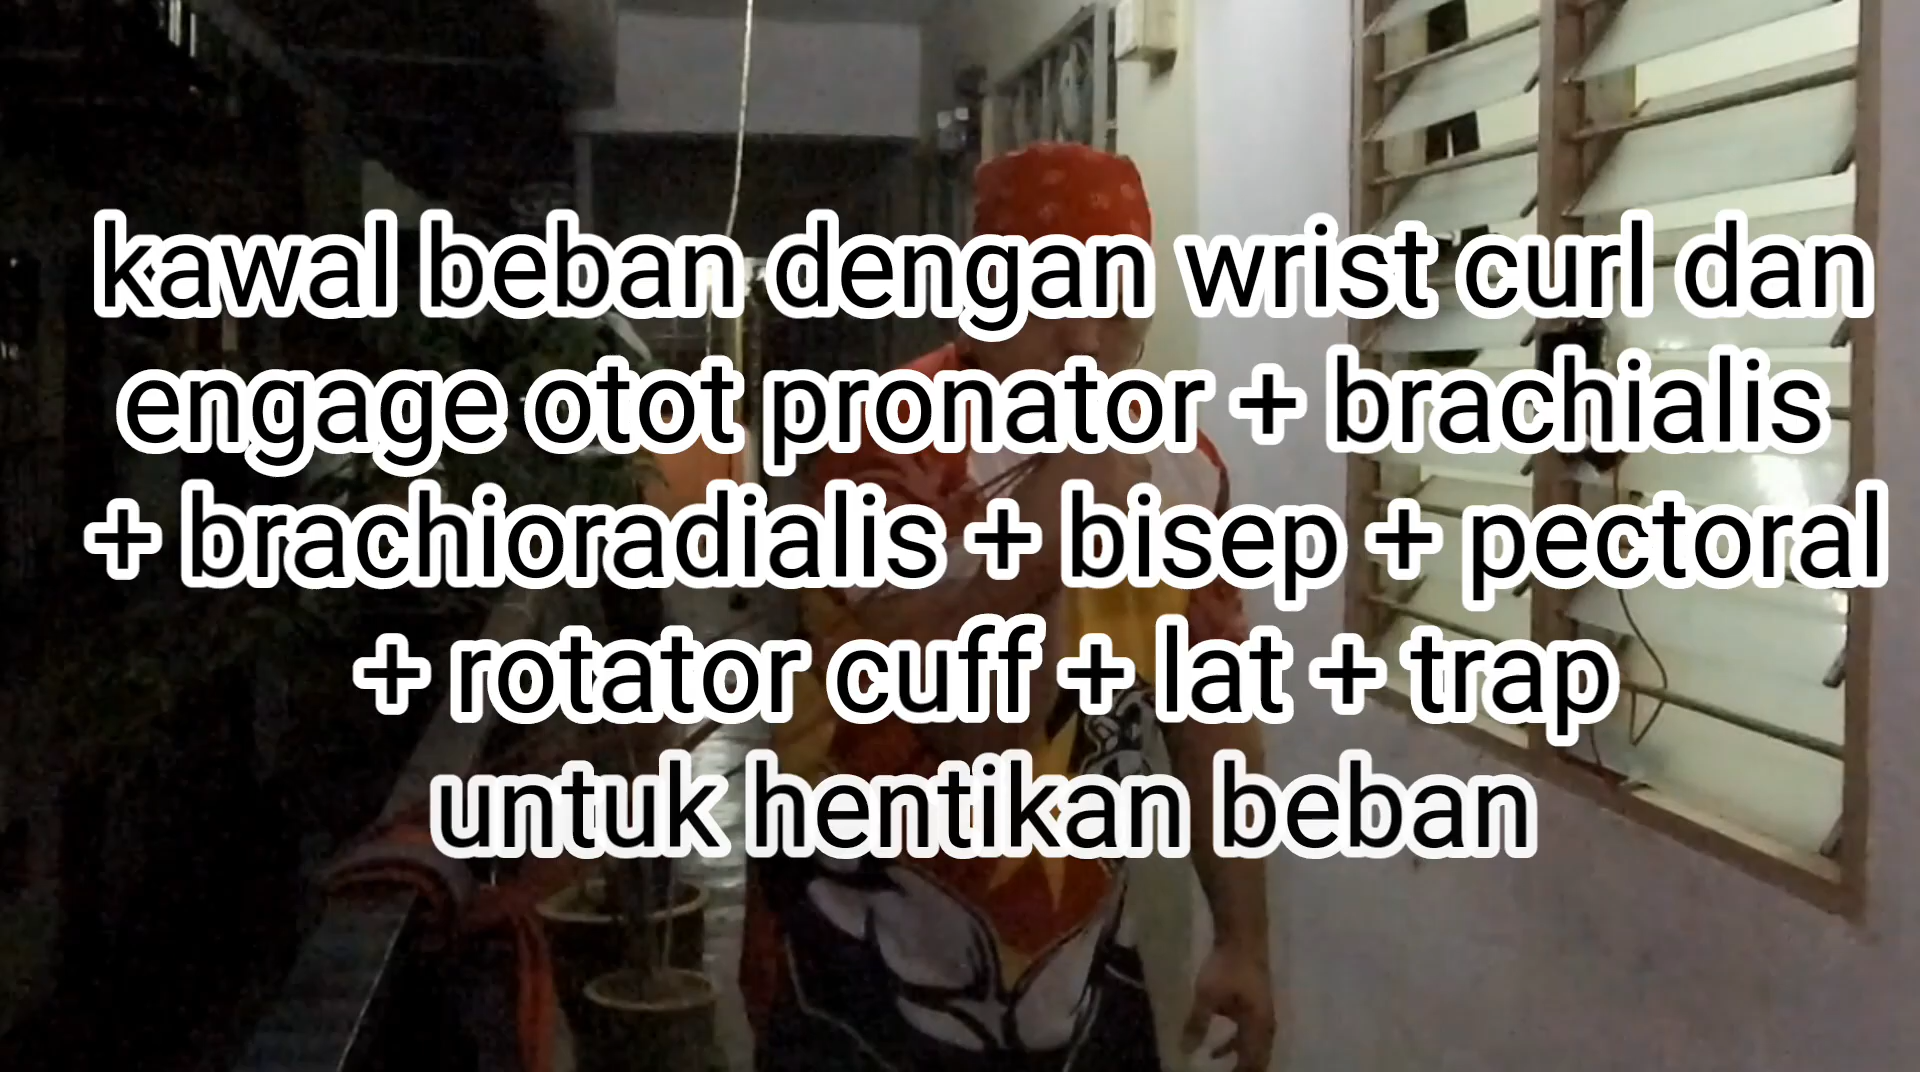 kawal beban dengan wrist curl dan
engage otot pronator + brachialis
+ brachioradialis + bisep + pectoral
+ rotator cuff + lat + trap
untuk hentikan beban